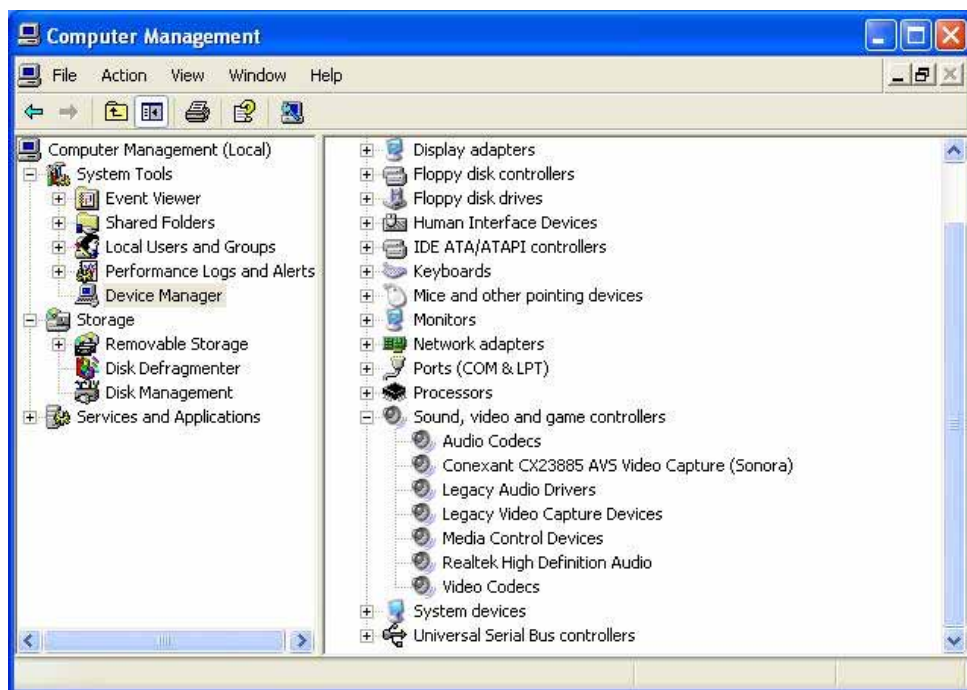 Computer Management
File Action View Window Help
Computer Management (Local)
System Tools
Event Viewer
Shared Folders
Local Users and Groups
Performance Logs and Alerts
Device Manager
Storage
Removable Storage
Disk Defragmenter
Disk Management
Services and Applications
Display adapters
Floppy disk controllers
Floppy disk drives
Human Interface Devices
IDE ATA/ATAPI controllers
Keyboards
Mice and other pointing devices
Monitors
Network adapters
Ports (COM & LPT)
Processors
Sound, video and game controllers
Audio Codecs
Conexant CX23885 AVS Video Capture (Sonora)
Legacy Audio Drivers
Legacy Video Capture Devices
Media Control Devices
Realtek High Definition Audio
Video Codecs
System devices
Universal Serial Bus controllers